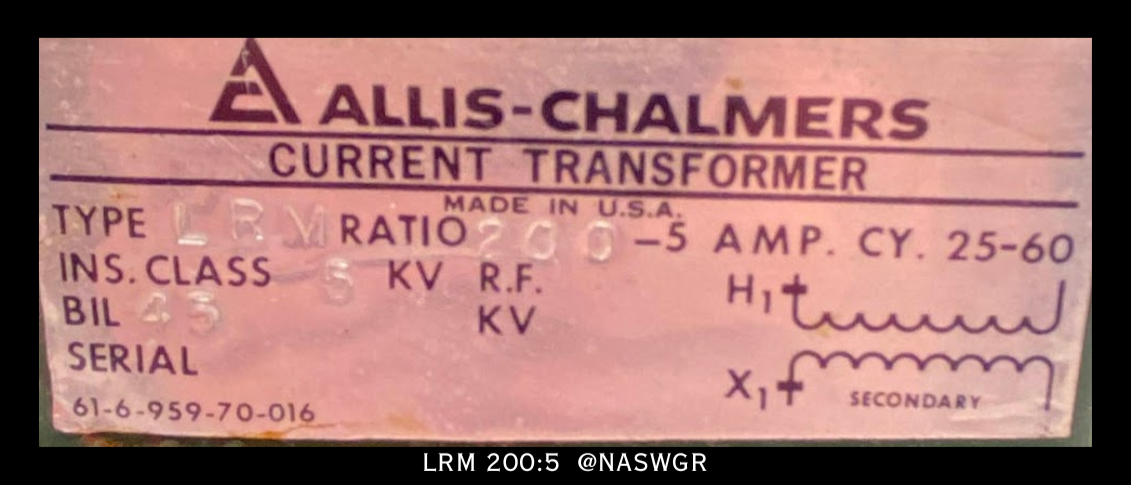 ALLIS-CHALMERS
CURRENT TRANSFORMER
MADE IN U.S.A.
TYPE LRM RATIO 200 -5 AMP. CY. 25-60
INS. CLASS 5 KV R.F.
BIL 45 KV
H1
SERIAL
X1 SECONDARY
61-6-959-70-016
LRM 200:5 @NASWGR